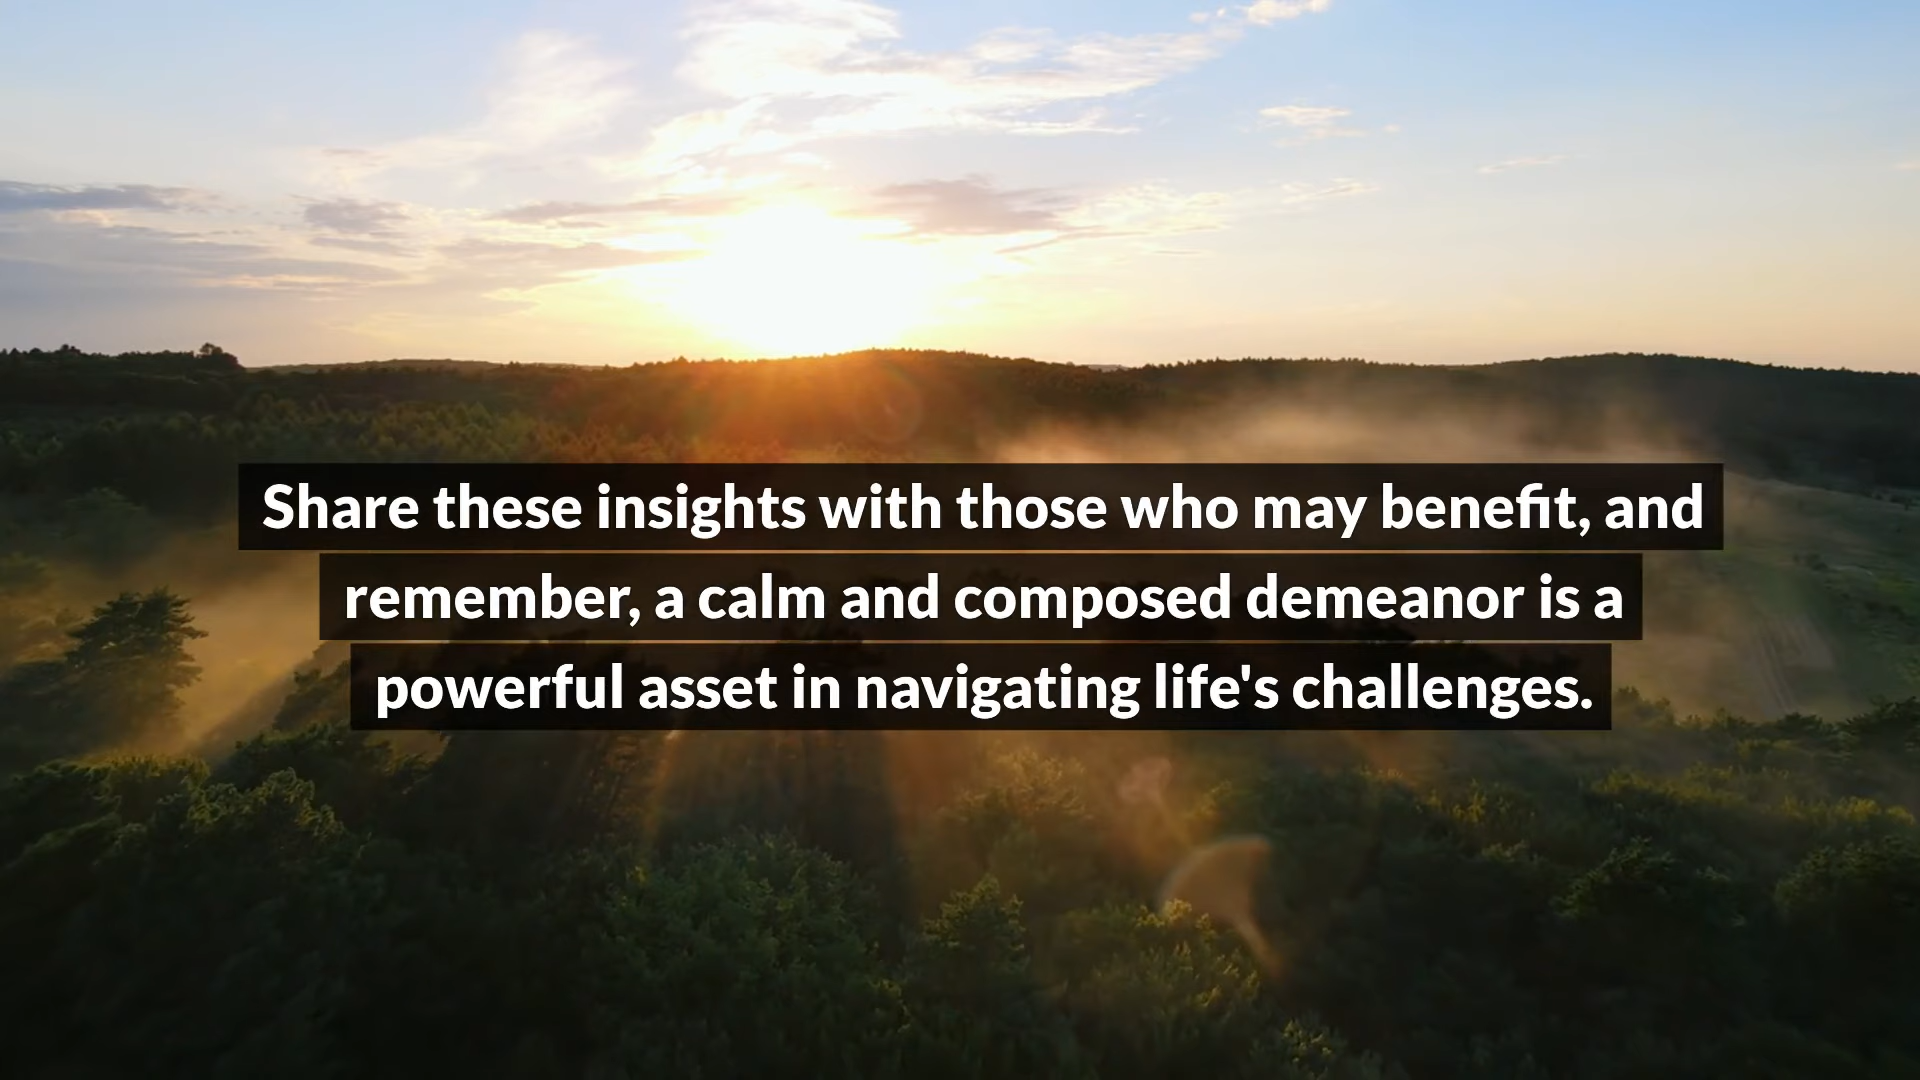 Share these insights with those who may benefit, and
remember, a calm and composed demeanor is a
powerful asset in navigating life's challenges.